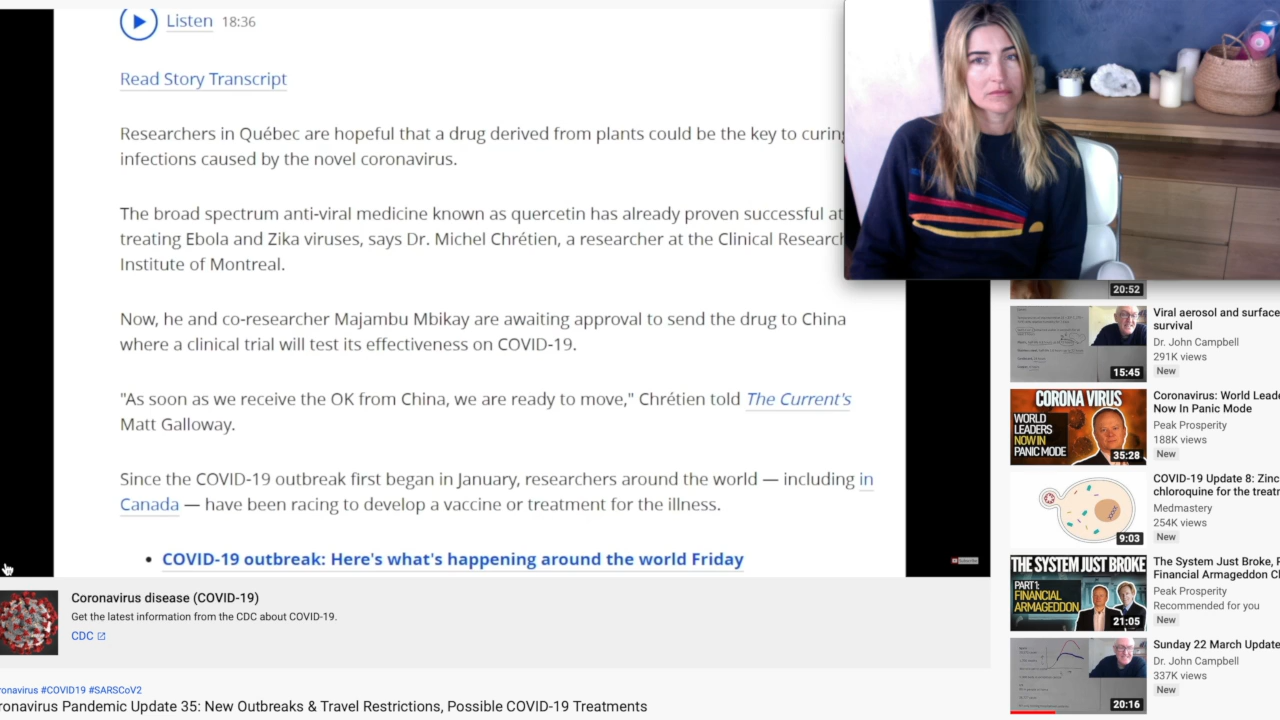 Listen 18:36
Read Story Transcript
Researchers in Québec are hopeful that a drug derived from plants could be the key to curing
infections caused by the novel coronavirus.
The broad spectrum anti-viral medicine known as quercetin has already proven successful at
treating Ebola and Zika viruses, says Dr. Michel Chrétien, a researcher at the Clinical Research
Institute of Montreal.
Now, he and co-researcher Majambu Mbikay are awaiting approval to send the drug to China
where a clinical trial will test its effectiveness on COVID-19.
"As soon as we receive the OK from China, we are ready to move," Chrétien told The Current's
Matt Galloway.
Since the COVID-19 outbreak first began in January, researchers around the world — including in
Canada — have been racing to develop a vaccine or treatment for the illness.
• COVID-19 outbreak: Here's what's happening around the world Friday
Coronavirus disease (COVID-19)
Get the latest information from the CDC about COVID-19.
CDC
ronavirus #COVID19 #SARSCoV2
ronavirus Pandemic Update 35: New Outbreaks & Travel Restrictions, Possible COVID-19 Treatments
20:52
Viral aerosol and surface
survival
Dr. John Campbell
291K views
New
15:45
CORONA VIRUS
WORLD
LEADERS
NOW IN
PANIC MODE
35:28
Coronavirus: World Leade
Now In Panic Mode
Peak Prosperity
188K views
New
9:03
COVID-19 Update 8: Zinc
chloroquine for the treat
Medmastery
254K views
New
THE SYSTEM JUST BROKE
PART 1:
FINANCIAL
ARMAGEDDON
21:05
The System Just Broke, P
Financial Armageddon C
Peak Prosperity
Recommended for you
New
20:16
Sunday 22 March Update
Dr. John Campbell
337K views
New